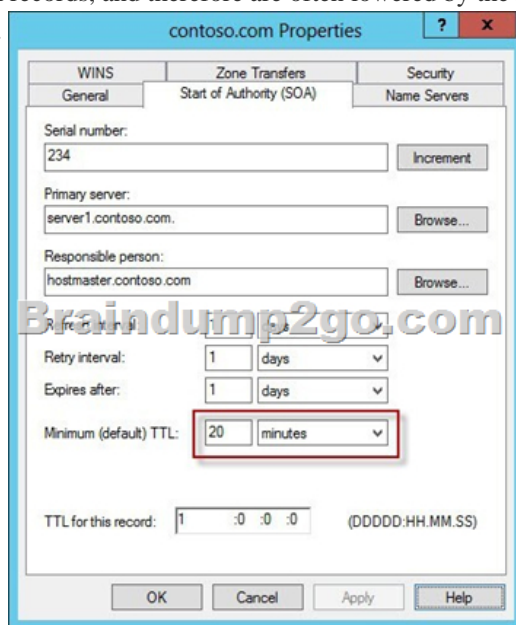 records, and therefore are often lowered by the
contoso.com Properties
? x
WINS Zone Transfers Security
General Start of Authority (SOA) Name Servers
Serial number:
234 Increment
Primary server:
server1.contoso.com. Browse...
Responsible person:
hostmaster.contoso.com Browse...
Braindump2go.com
Retry interval: 1 days
Expires after: 1 days
Minimum (default) TTL: 20 minutes
TTL for this record: 1 :0 :0 :0 (DDDDD:HH.MM.SS)
OK Cancel Apply Help